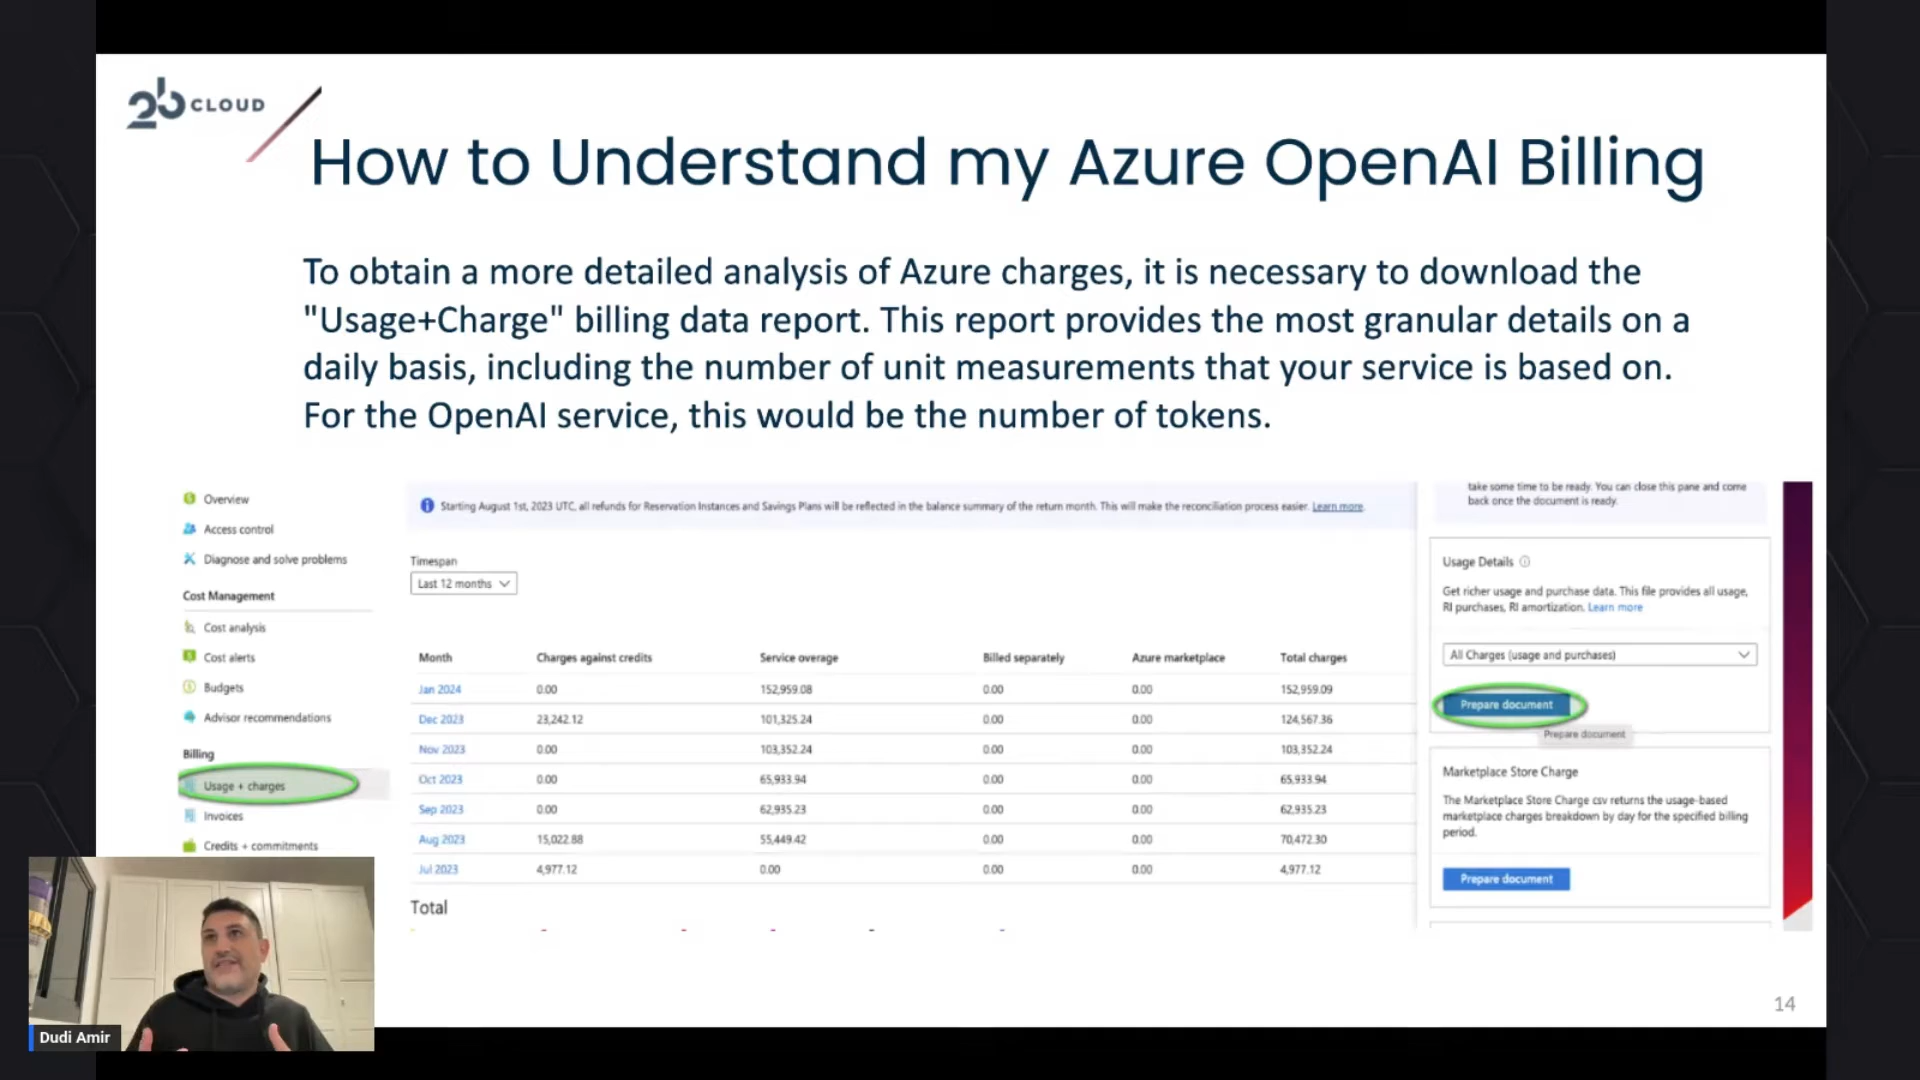 2b CLOUD
How to Understand my Azure OpenAI Billing
To obtain a more detailed analysis of Azure charges, it is necessary to download the
"Usage+Charge" billing data report. This report provides the most granular details on a
daily basis, including the number of unit measurements that your service is based on.
For the OpenAI service, this would be the number of tokens.
Overview
Access control
Diagnose and solve problems
Cost Management
Cost analysis
Cost alerts
Budgets
Advisor recommendations
Billing
Usage + charges
Invoices
Credits + commitments
Starting August 1st, 2023 UTC, all refunds for Reservation Instances and Savings Plans will be reflected in the balance summary of the return month. This will make the reconciliation process easier. Learn more.
Timespan
Last 12 months
Month Charges against credits Service overage Billed separately Azure marketplace Total charges
Jan 2024 0.00 152,959.08 0.00 0.00 152,959.09
Dec 2023 23,242.12 101,325.24 0.00 0.00 124,567.36
Nov 2023 0.00 103,352.24 0.00 0.00 103,352.24
Oct 2023 0.00 65,933.94 0.00 0.00 65,933.94
Sep 2023 0.00 62,935.23 0.00 0.00 62,935.23
Aug 2023 15,022.88 55,449.42 0.00 0.00 70,472.30
Jul 2023 4,977.12 0.00 0.00 0.00 4,977.12
Total
take some time to be ready. You can close this pane and come
back once the document is ready.
Usage Details
Get richer usage and purchase data. This file provides all usage,
RI purchases, RI amortization. Learn more
All Charges (usage and purchases)
Prepare document
Prepare document
Marketplace Store Charge
The Marketplace Store Charge csv returns the usage-based
marketplace charges breakdown by day for the specified billing
period.
Prepare document
14
Dudi Amir